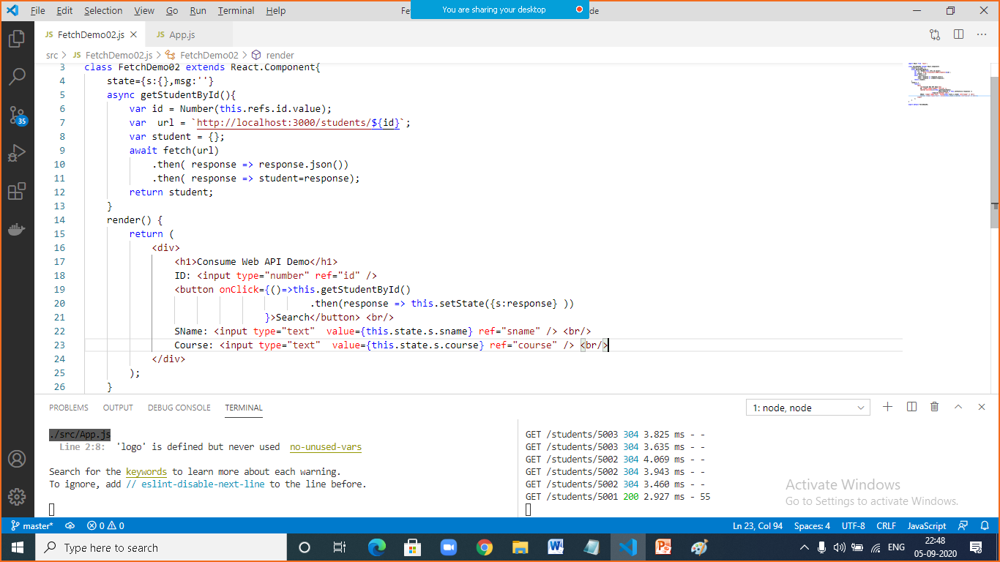 File Edit Selection View Go Run Terminal Help
Fe
You are sharing your desktop
de
JS FetchDemo02.js
JS App.js
src > JS FetchDemo02.js > FetchDemo02 > render
3 class FetchDemo02 extends React.Component{
4 state={s:{},msg:''}
5 async getStudentById(){
6 var id = Number(this.refs.id.value);
7 var  url = `http://localhost:3000/students/${id}`;
8 var student = {};
9 await fetch(url)
10 .then( response => response.json())
11 .then( response => student=response);
12 return student;
13 }
14 render() {
15 return (
16 <div>
17 <h1>Consume Web API Demo</h1>
18 ID: <input type="number" ref="id" />
19 <button onClick={()=>this.getStudentById()
20 .then(response => this.setState({s:response} ))
21 }>Search</button> <br/>
22 SName: <input type="text"  value={this.state.s.sname} ref="sname" /> <br/>
23 Course: <input type="text"  value={this.state.s.course} ref="course" /> <br/>
24 </div>
25 );
26 }
PROBLEMS OUTPUT DEBUG CONSOLE TERMINAL
1: node, node
./src/App.js
Line 2:8:  'logo' is defined but never used  no-unused-vars
Search for the keywords to learn more about each warning.
To ignore, add // eslint-disable-next-line to the line before.
GET /students/5003 304 3.825 ms - -
GET /students/5003 304 3.635 ms - -
GET /students/5002 304 4.069 ms - -
GET /students/5002 304 3.943 ms - -
GET /students/5002 304 3.460 ms - -
GET /students/5001 200 2.927 ms - 55
Activate Windows
Go to Settings to activate Windows.
35
master* 0 0
Ln 23, Col 94 Spaces: 4 UTF-8 CRLF JavaScript
Type here to search
ENG
22:48
05-09-2020